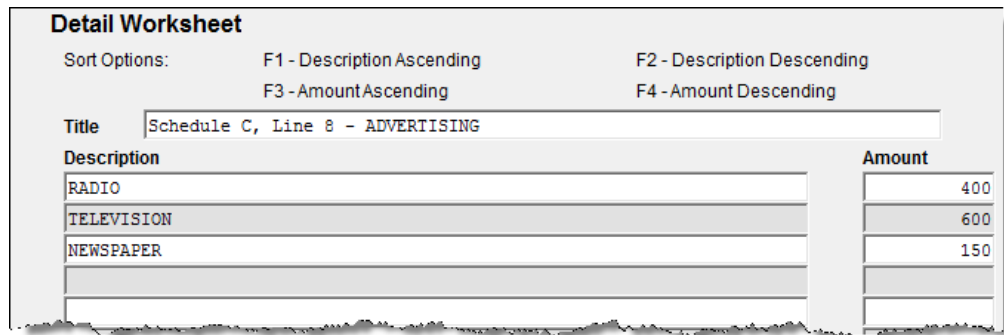 Detail Worksheet
Sort Options: F1 - Description Ascending F2 - Description Descending
F3 - Amount Ascending F4 - Amount Descending
Title Schedule C, Line 8 - ADVERTISING
Description Amount
RADIO 400
TELEVISION 600
NEWSPAPER 150